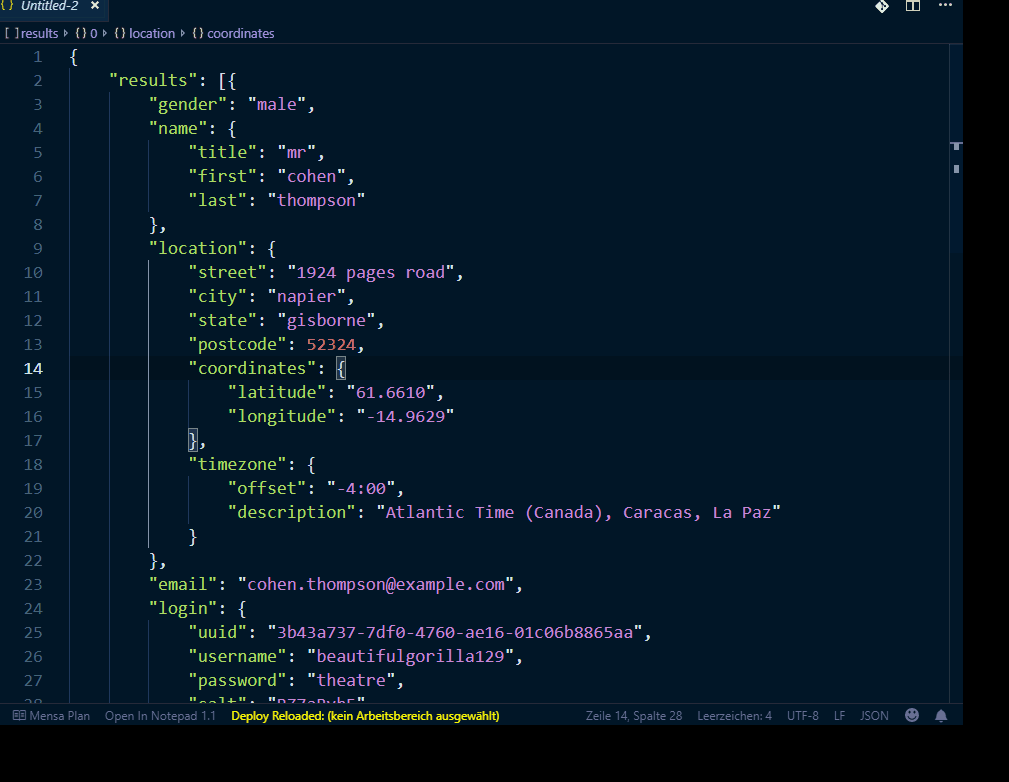 { } Untitled-2 ×
[ ] results ▸ { } 0 ▸ { } location ▸ { } coordinates
1 {
2 "results": [{
3 "gender": "male",
4 "name": {
5 "title": "mr",
6 "first": "cohen",
7 "last": "thompson"
8 },
9 "location": {
10 "street": "1924 pages road",
11 "city": "napier",
12 "state": "gisborne",
13 "postcode": 52324,
14 "coordinates": {
15 "latitude": "61.6610",
16 "longitude": "-14.9629"
17 },
18 "timezone": {
19 "offset": "-4:00",
20 "description": "Atlantic Time (Canada), Caracas, La Paz"
21 }
22 },
23 "email": "cohen.thompson@example.com",
24 "login": {
25 "uuid": "3b43a737-7df0-4760-ae16-01c06b8865aa",
26 "username": "beautifulgorilla129",
27 "password": "theatre",
28 "salt":
Mensa Plan Open In Notepad 1.1 Deploy Reloaded: (kein Arbeitsbereich ausgewählt) Zeile 14, Spalte 28 Leerzeichen: 4 UTF-8 LF JSON